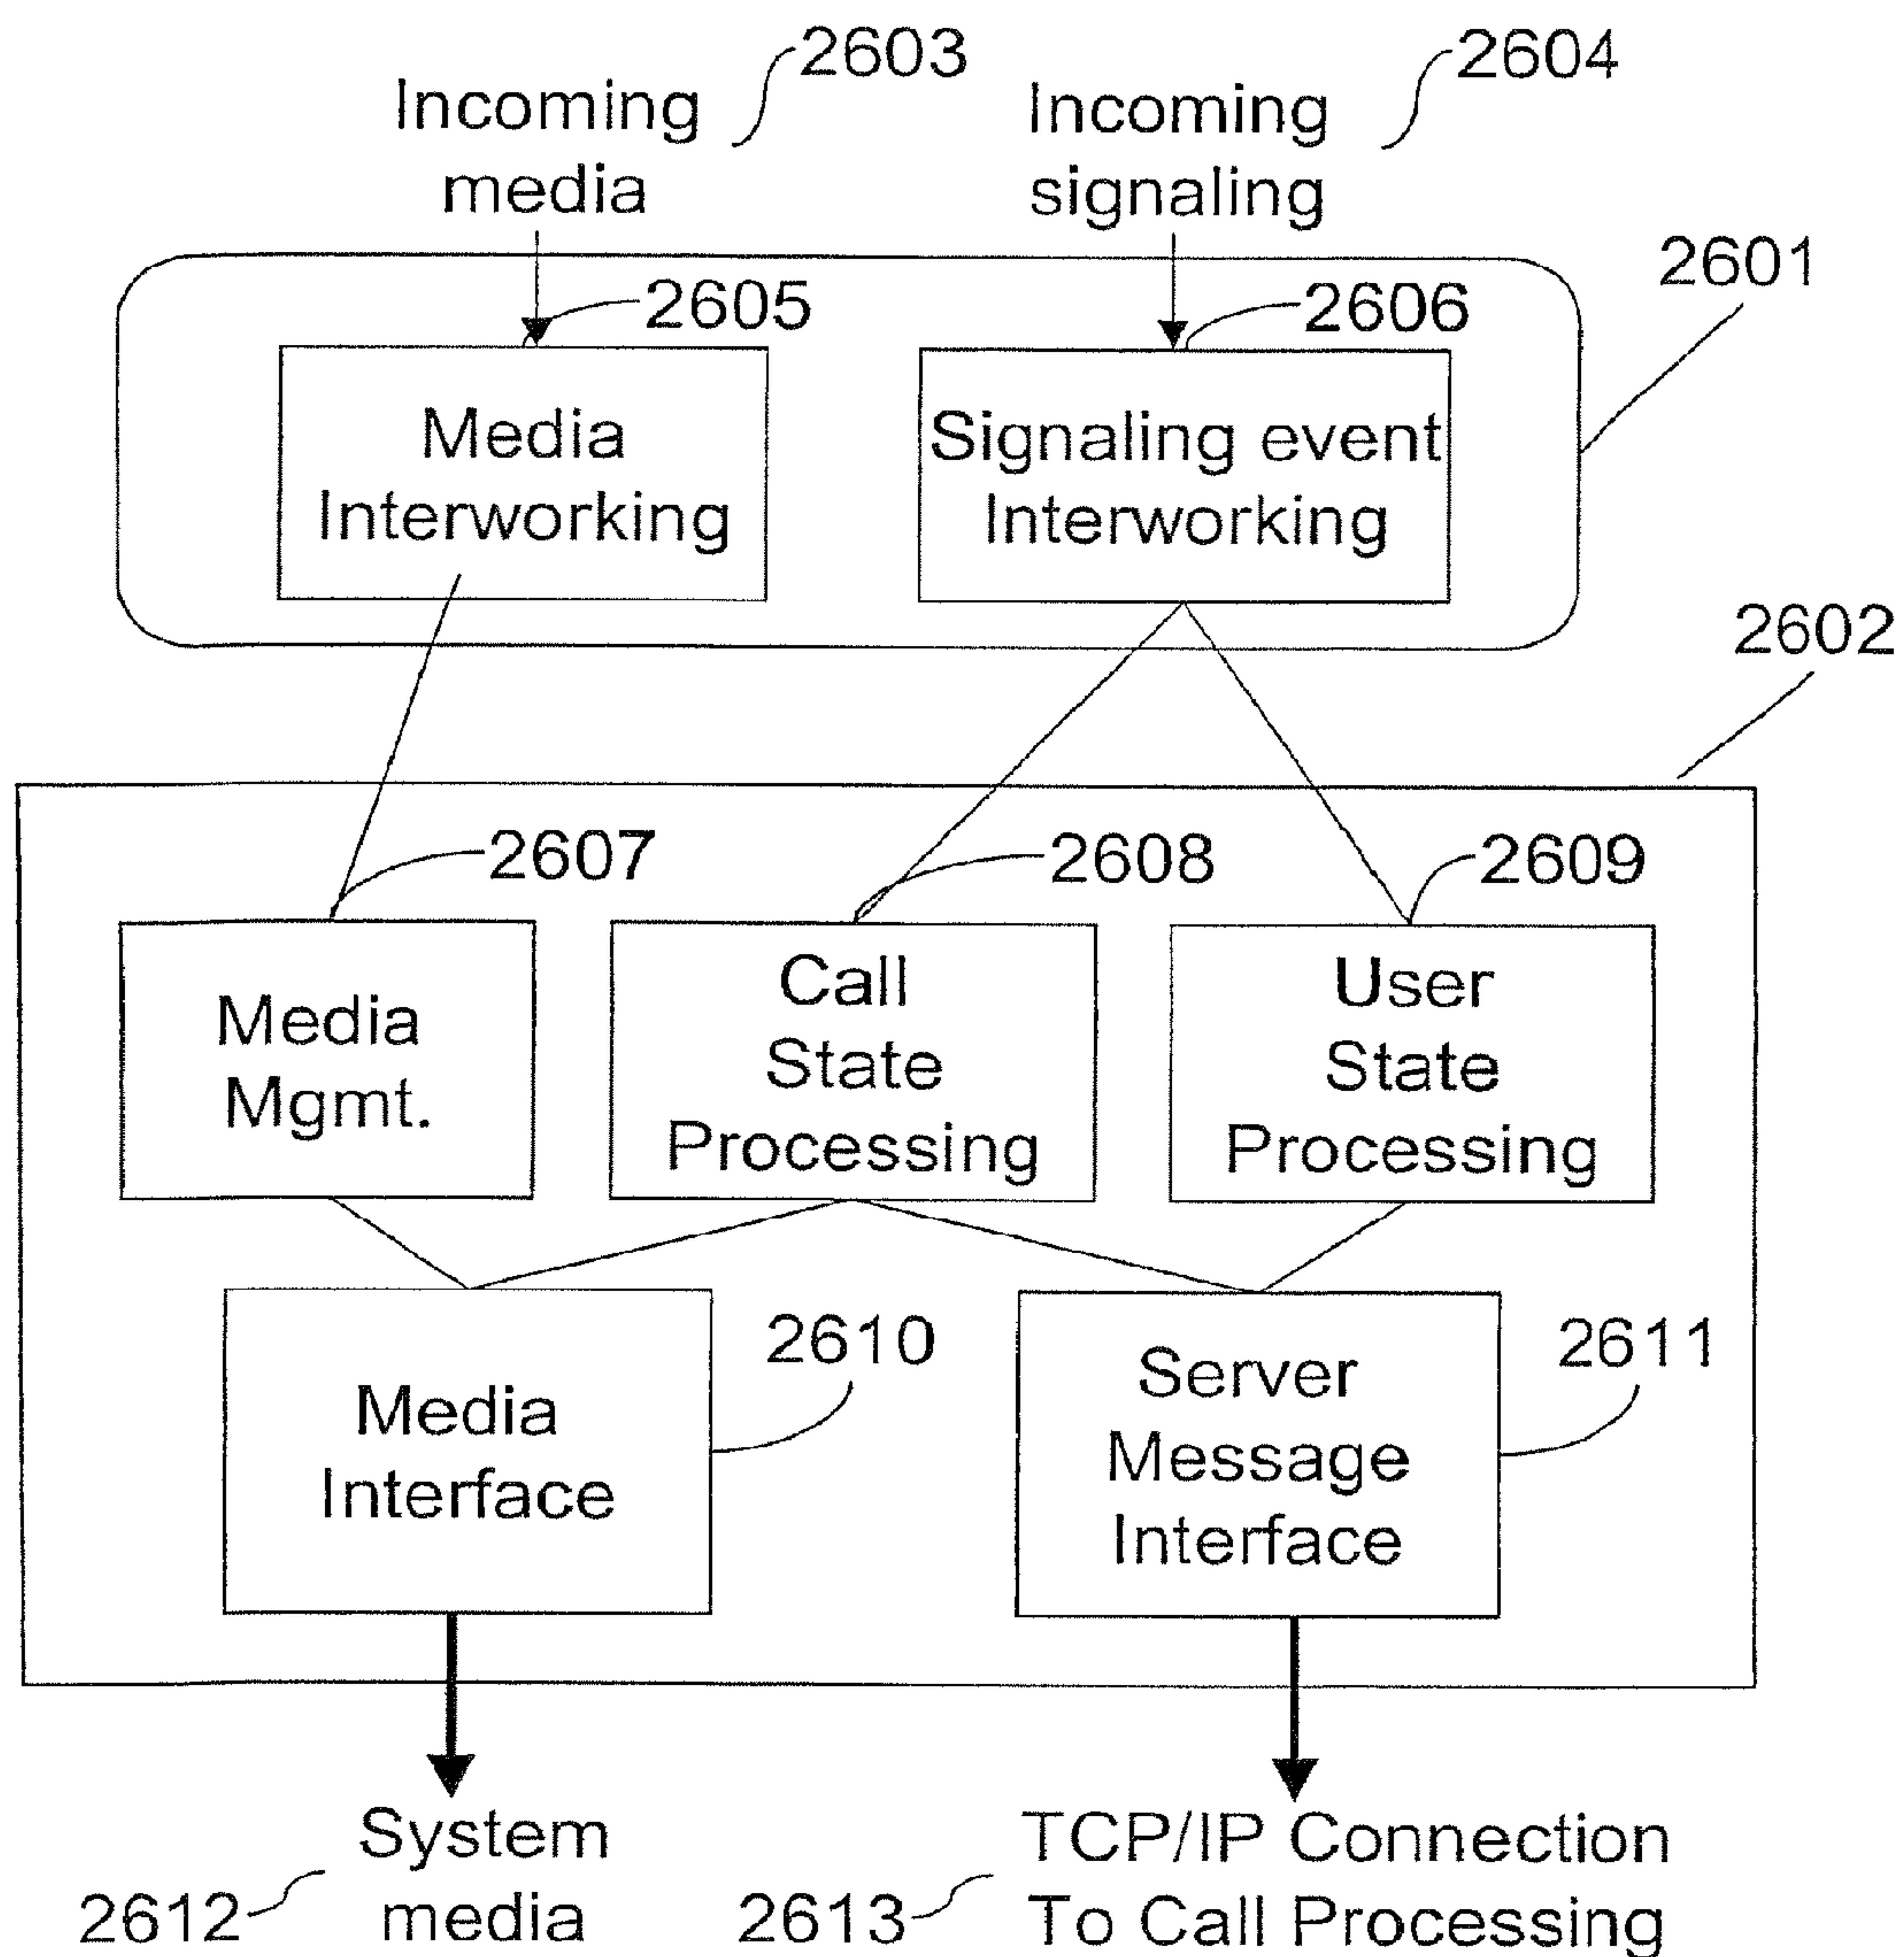 2603
2604
Incoming
media
Incoming
signaling
2601
2605
2606
Media
Interworking
Signaling event
Interworking
2602
2607
2608
2609
Media
Mgmt.
Call
State
Processing
User
State
Processing
2610
2611
Media
Interface
Server
Message
Interface
System
media
2612
TCP/IP Connection
To Call Processing
2613